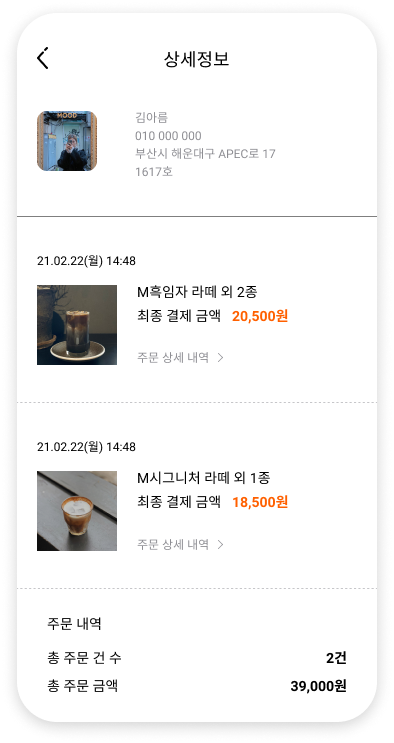 상세정보
MOOD
김아름
010 000 000
부산시 해운대구 APEC로 17
1617호
21.02.22(월) 14:48
M흑임자 라떼 외 2종
최종 결제 금액 20,500원
주문 상세 내역 >
21.02.22(월) 14:48
M시그니처 라떼 외 1종
최종 결제 금액 18,500원
주문 상세 내역 >
주문 내역
총 주문 건 수 2건
총 주문 금액 39,000원